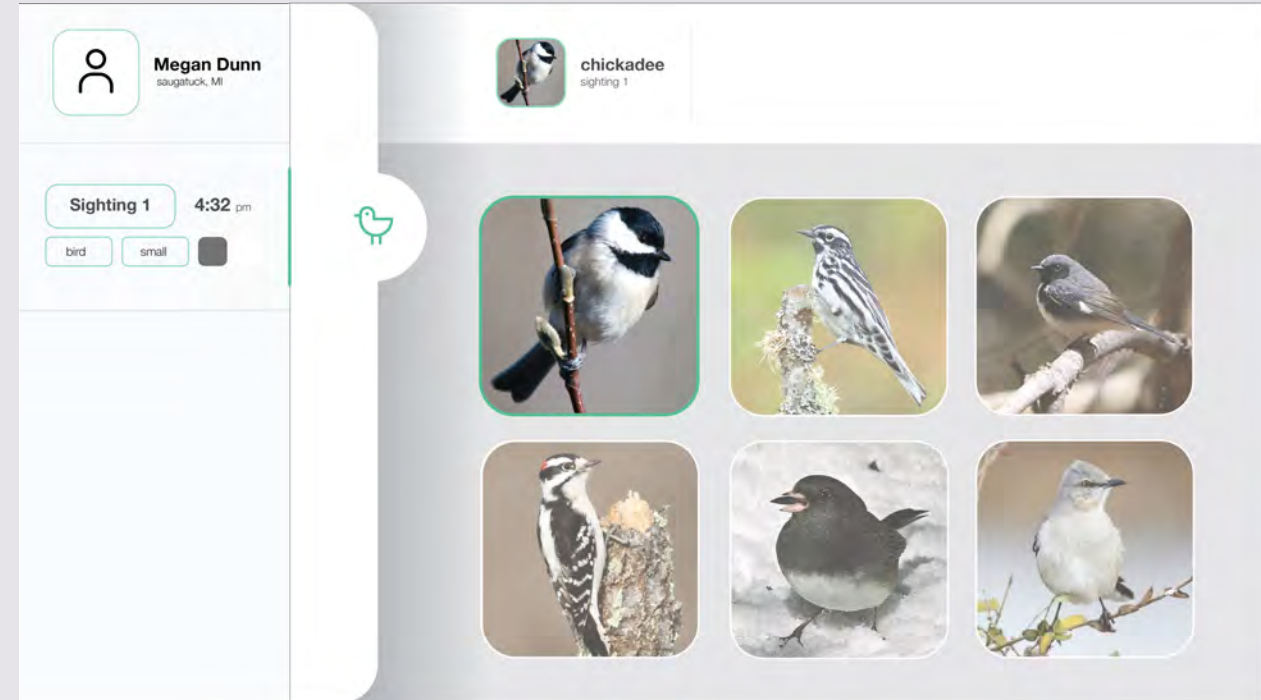 Megan Dunn
saugatuck, MI
chickadee
sighting 1
Sighting 1
4:32 pm
bird
small